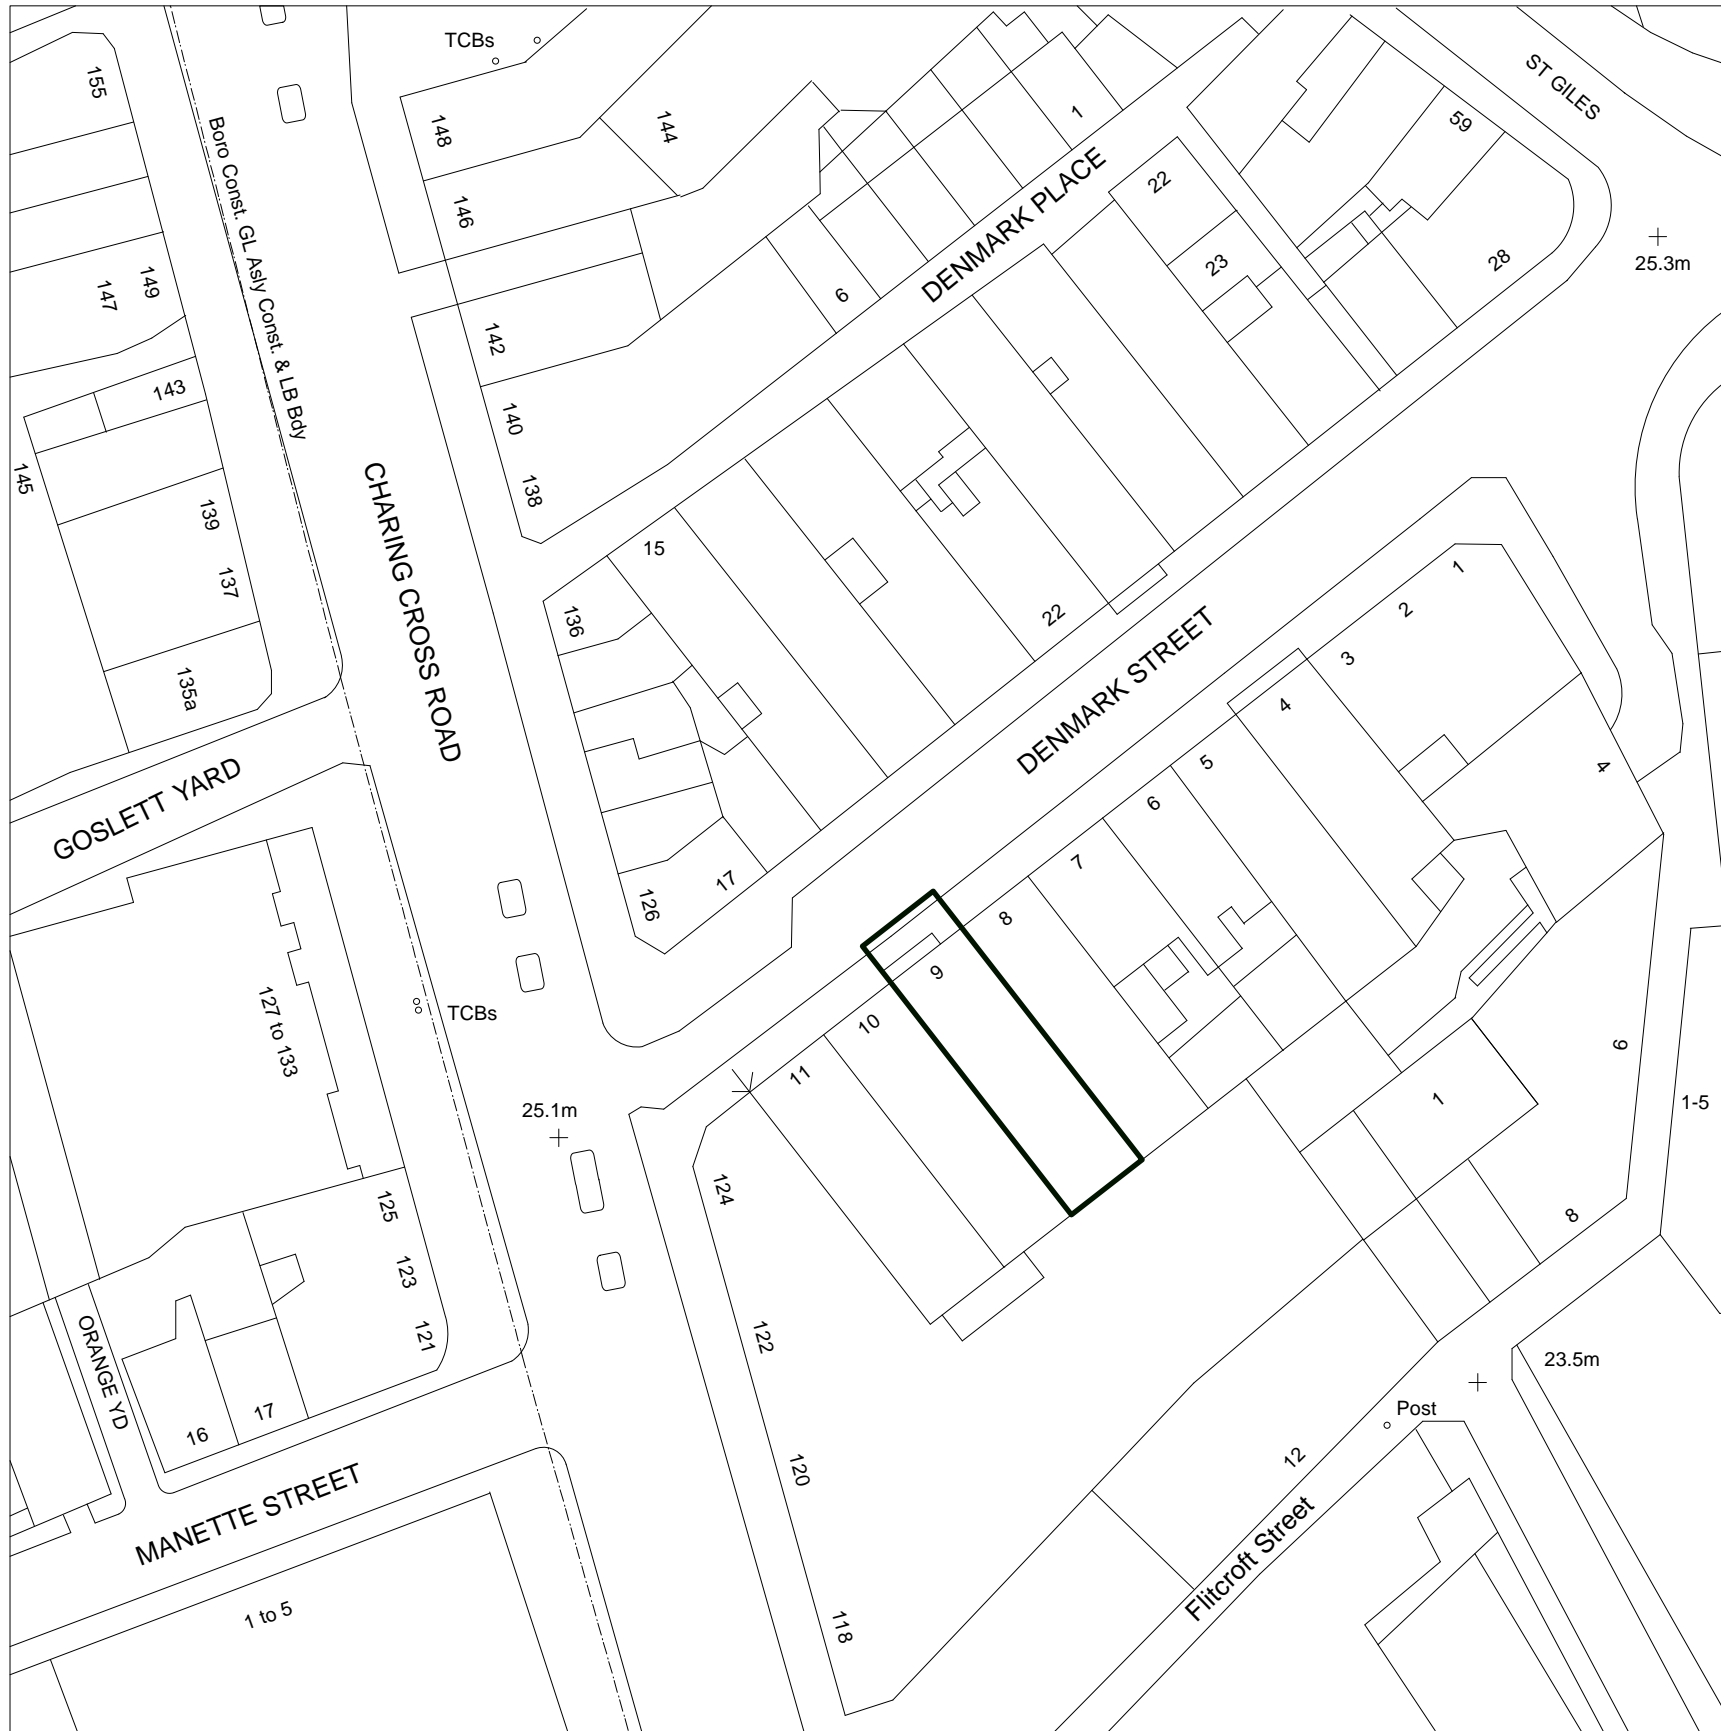 TCBs
155
148
144
1
ST GILES
59
Boro Const. GL Asly Const. & LB Bdy
146
22
DENMARK PLACE
23
28
25.3m
149
147
6
142
143
140
145
138
139
CHARING CROSS ROAD
15
137
136
22
1
2
DENMARK STREET
3
135a
4
5
4
GOSLETT YARD
6
7
17
126
8
9
127 to 133
TCBs
10
11
25.1m
6
1
1-5
124
125
8
123
121
ORANGE YD
122
23.5m
16
17
Post
12
120
MANETTE STREET
Flitcroft Street
1 to 5
118